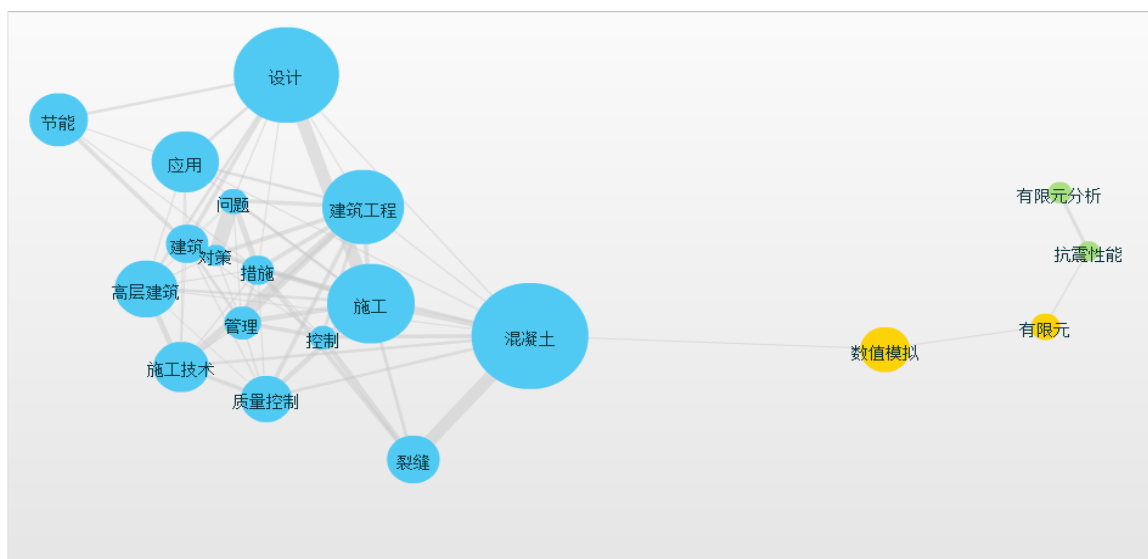 设计
节能
应用
有限元分析
问题
建筑工程
建筑
对策
抗震性能
措施
高层建筑
施工
管理
有限元
控制
混凝土
数值模拟
施工技术
质量控制
裂缝